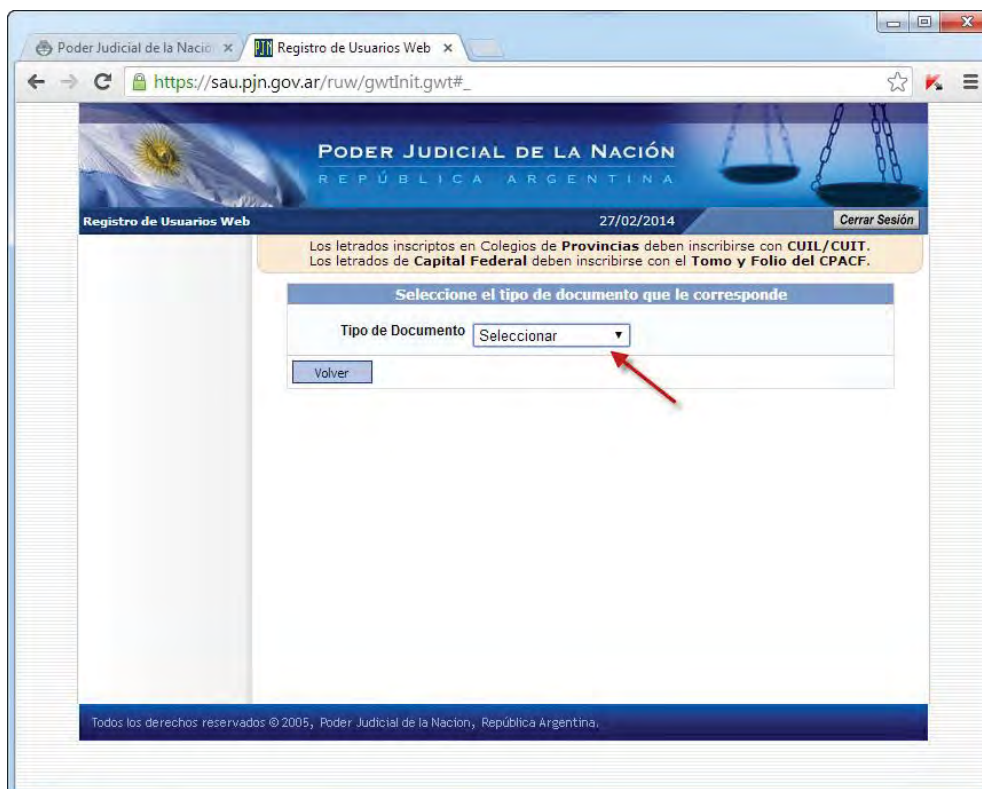 Poder Judicial de la Nacio
PJN Registro de Usuarios Web
https://sau.pjn.gov.ar/ruw/gwtInit.gwt#_
PODER JUDICIAL DE LA NACIÓN
REPÚBLICA ARGENTINA
Registro de Usuarios Web 27/02/2014 Cerrar Sesión
Los letrados inscriptos en Colegios de Provincias deben inscribirse con CUIL/CUIT.
Los letrados de Capital Federal deben inscribirse con el Tomo y Folio del CPACF.
Seleccione el tipo de documento que le corresponde
Tipo de Documento Seleccionar
Volver
Todos los derechos reservados © 2005, Poder Judicial de la Nacion, República Argentina.